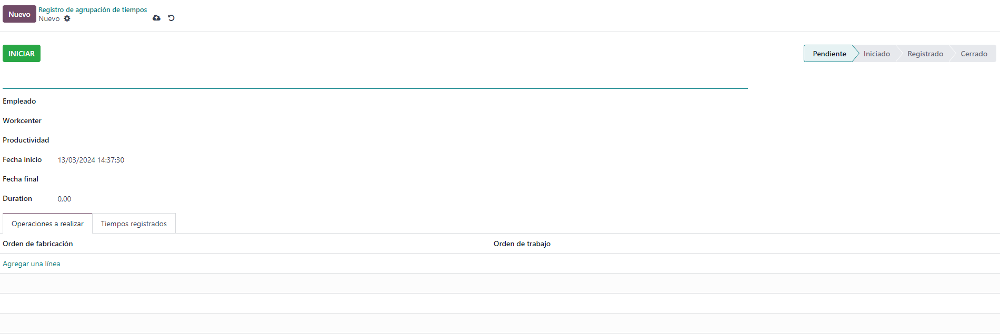 Nuevo
Registro de agrupación de tiempos
Nuevo
INICIAR
Pendiente
Iniciado
Registrado
Cerrado
Empleado
Workcenter
Productividad
Fecha inicio 13/03/2024 14:37:30
Fecha final
Duration 0,00
Operaciones a realizar
Tiempos registrados
Orden de fabricación
Orden de trabajo
Agregar una línea